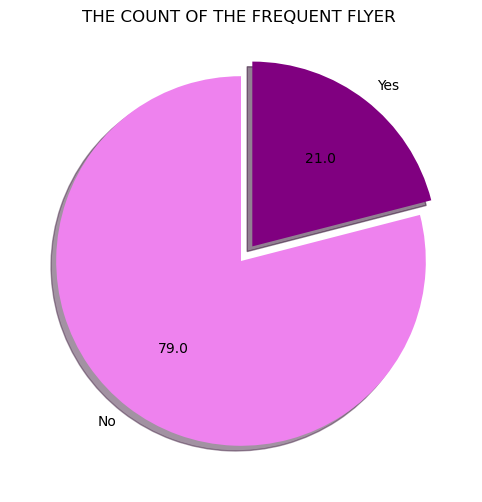 THE COUNT OF THE FREQUENT FLYER
Yes
21.0
79.0
No